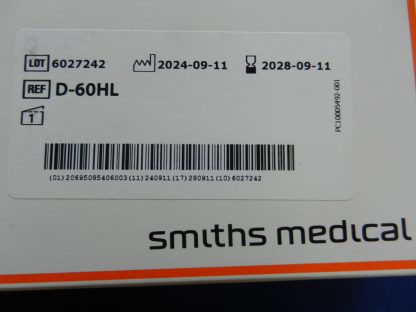 LOT 6027242 2024-09-11 2028-09-11
REF D-60HL
1
PC10005492-001
(01)20695085406003(11)240911(17)280911(10)6027242
smiths medical